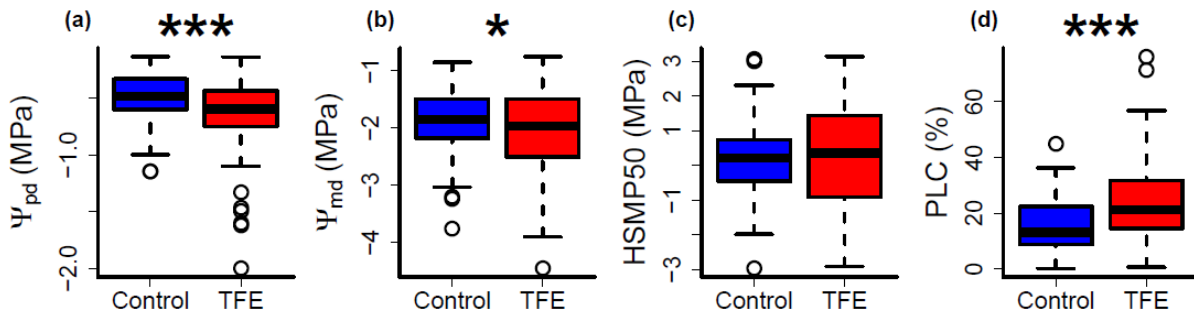 (a) ***
Ψpd (MPa)
−1.0
−2.0
Control TFE
(b) *
Ψmd (MPa)
−1
−2
−3
−4
Control TFE
(c)
HSMP50 (MPa)
3
1
−1
−3
Control TFE
(d) ***
PLC (%)
60
40
20
0
Control TFE